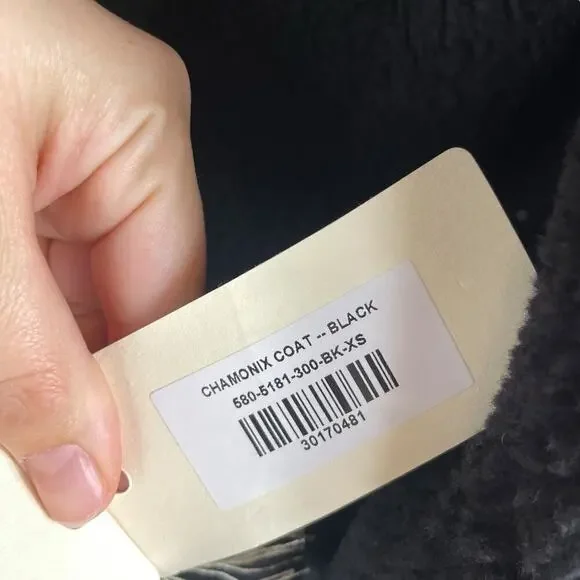 CHAMONIX COAT -- BLACK
580-5181-300-BK-XS
30170481